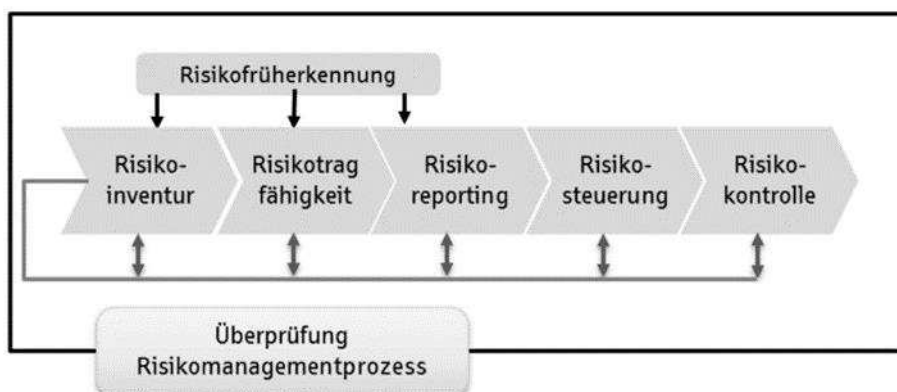 Risikofrüherkennung
Risiko-
inventur
Risikotrag
fähigkeit
Risiko-
reporting
Risiko-
steuerung
Risiko-
kontrolle
Überprüfung
Risikomanagementprozess